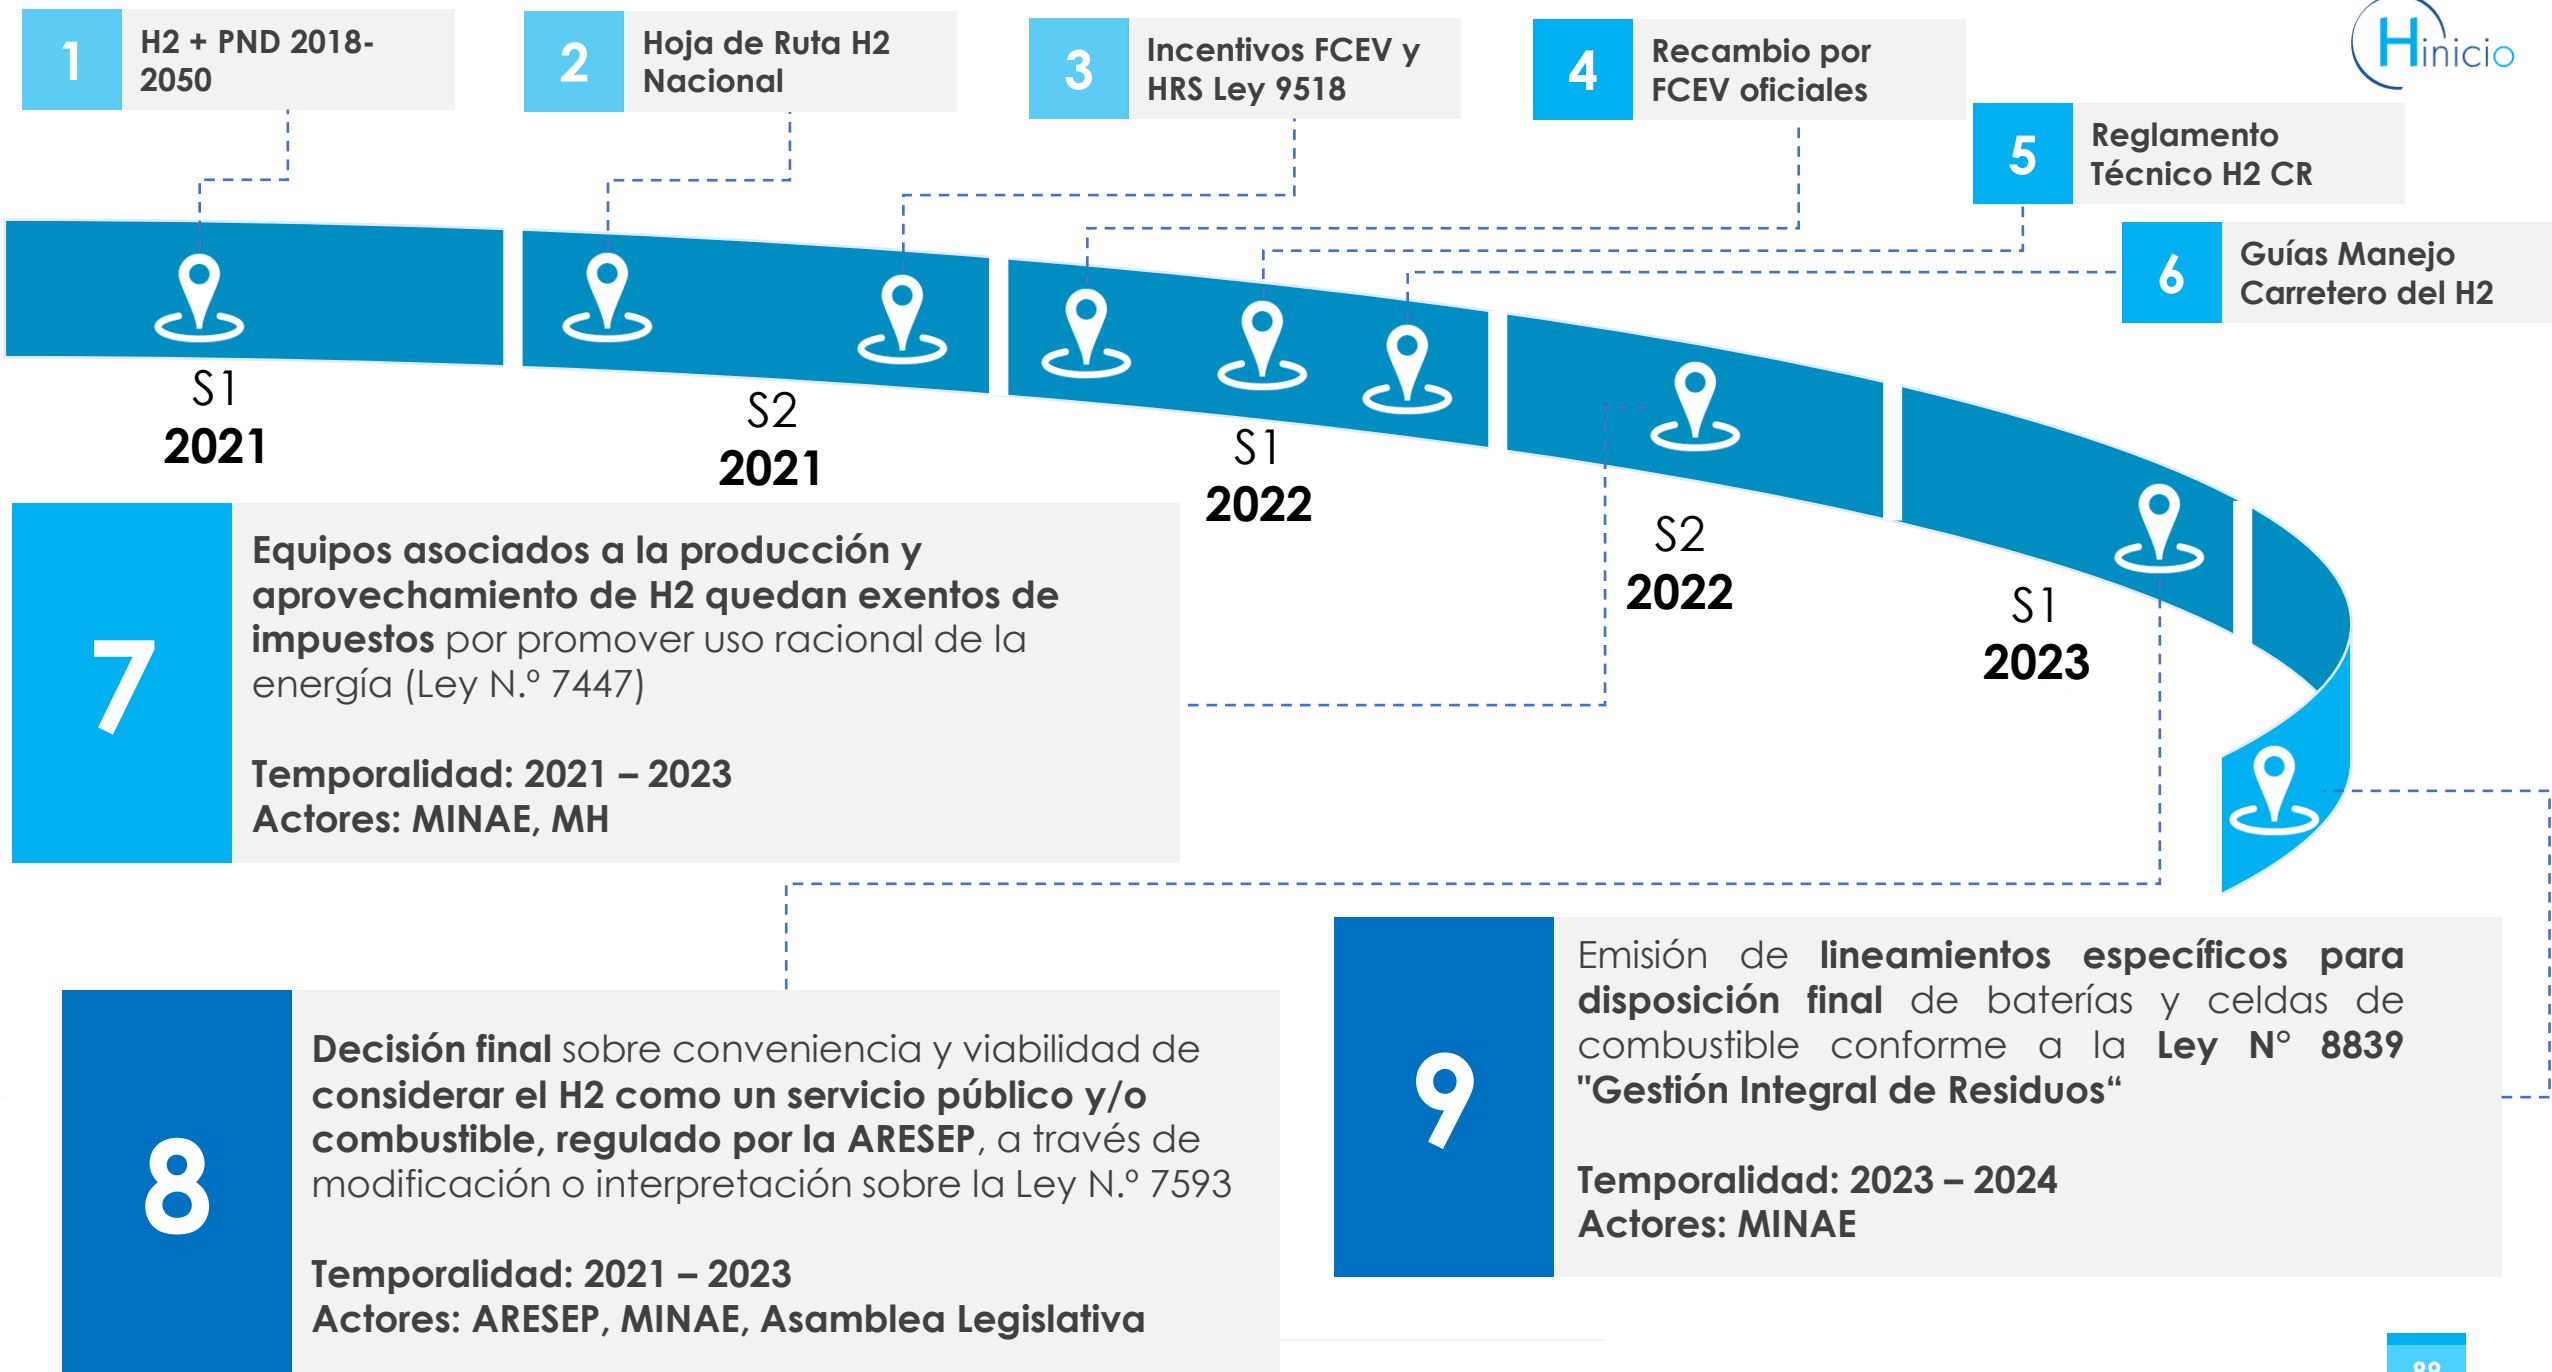 1
H2 + PND 2018-
2050
2
Hoja de Ruta H2
Nacional
3
Incentivos FCEV y
HRS Ley 9518
4
Recambio por
FCEV oficiales
Hinicio
5
Reglamento
Técnico H2 CR
6
Guías Manejo
Carretero del H2
S1
2021
S2
2021
S1
2022
S2
2022
S1
2023
7
Equipos asociados a la producción y
aprovechamiento de H2 quedan exentos de
impuestos por promover uso racional de la
energía (Ley N.º 7447)
Temporalidad: 2021 – 2023
Actores: MINAE, MH
8
Decisión final sobre conveniencia y viabilidad de
considerar el H2 como un servicio público y/o
combustible, regulado por la ARESEP, a través de
modificación o interpretación sobre la Ley N.º 7593
Temporalidad: 2021 – 2023
Actores: ARESEP, MINAE, Asamblea Legislativa
9
Emisión de lineamientos específicos para
disposición final de baterías y celdas de
combustible conforme a la Ley N° 8839
"Gestión Integral de Residuos“
Temporalidad: 2023 – 2024
Actores: MINAE